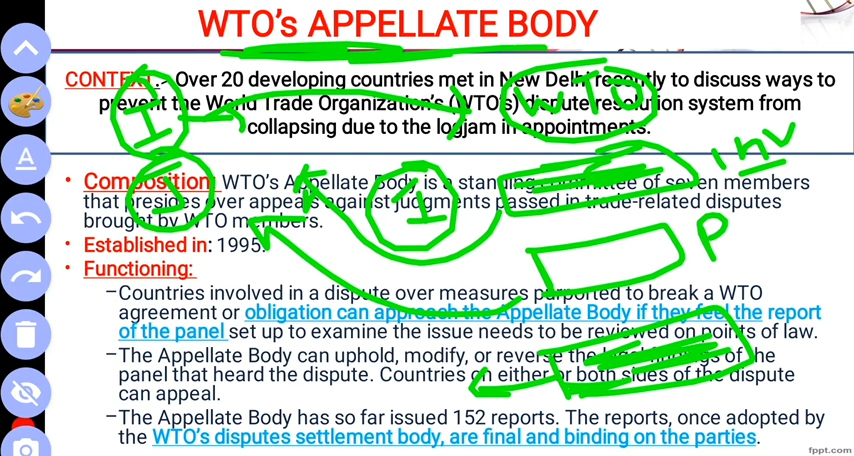 WTO's APPELLATE BODY
CONTEXT:- Over 20 developing countries met in New Delhi recently to discuss ways to
prevent the World Trade Organization's (WTO's) dispute resolution system from
collapsing due to the logjam in appointments.
I
WTO
inv
• Composition: WTO's Appellate Body is a standing committee of seven members
that presides over appeals against judgments passed in trade-related disputes
brought by WTO members.
I
I
P
• Established in: 1995.
• Functioning:
–Countries involved in a dispute over measures purported to break a WTO
agreement or obligation can approach the Appellate Body if they feel the report
of the panel set up to examine the issue needs to be reviewed on points of law.
–The Appellate Body can uphold, modify, or reverse the legal findings of the
panel that heard the dispute. Countries on either or both sides of the dispute
can appeal.
–The Appellate Body has so far issued 152 reports. The reports, once adopted by
the WTO's disputes settlement body, are final and binding on the parties.
A
fppt.com